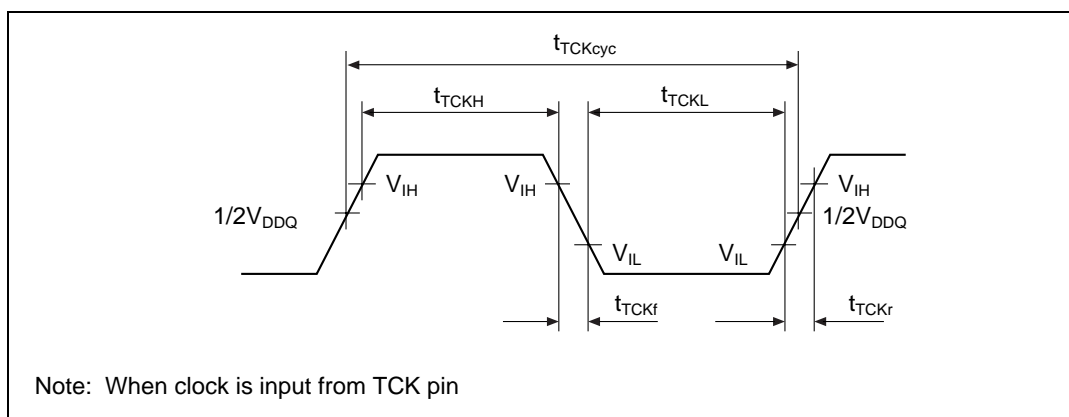 tTCKcyc
tTCKH
tTCKL
VIH
VIH
VIH
1/2VDDQ
1/2VDDQ
VIL
VIL
tTCKf
tTCKr
Note: When clock is input from TCK pin